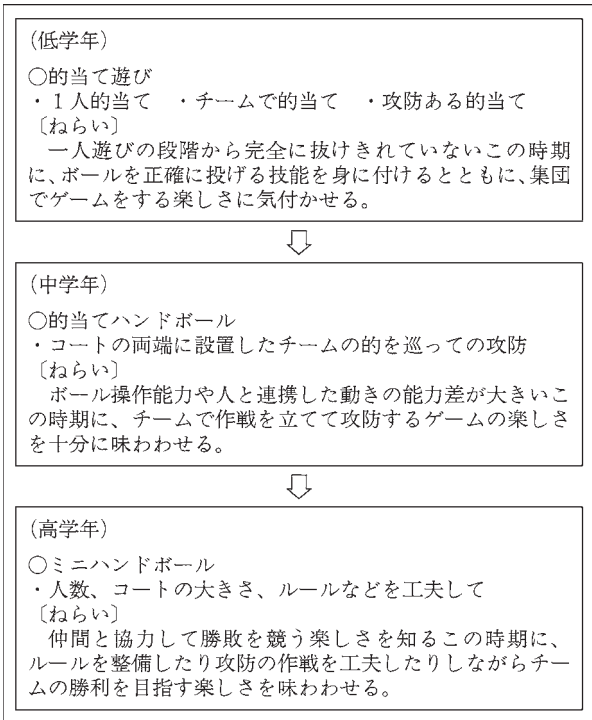 （低学年）
○的当て遊び
・１人的当て　・チームで的当て　・攻防ある的当て
〔ねらい〕
　一人遊びの段階から完全に抜けきれていないこの時期
に、ボールを正確に投げる技能を身に付けるとともに、集団
でゲームをする楽しさに気付かせる。
（中学年）
○的当てハンドボール
・コートの両端に設置したチームの的を巡っての攻防
〔ねらい〕
　ボール操作能力や人と連携した動きの能力差が大きいこ
の時期に、チームで作戦を立てて攻防するゲームの楽しさ
を十分に味わわせる。
（高学年）
○ミニハンドボール
・人数、コートの大きさ、ルールなどを工夫して
〔ねらい〕
　仲間と協力して勝敗を競う楽しさを知るこの時期に、
ルールを整備したり攻防の作戦を工夫したりしながらチー
ムの勝利を目指す楽しさを味わわせる。